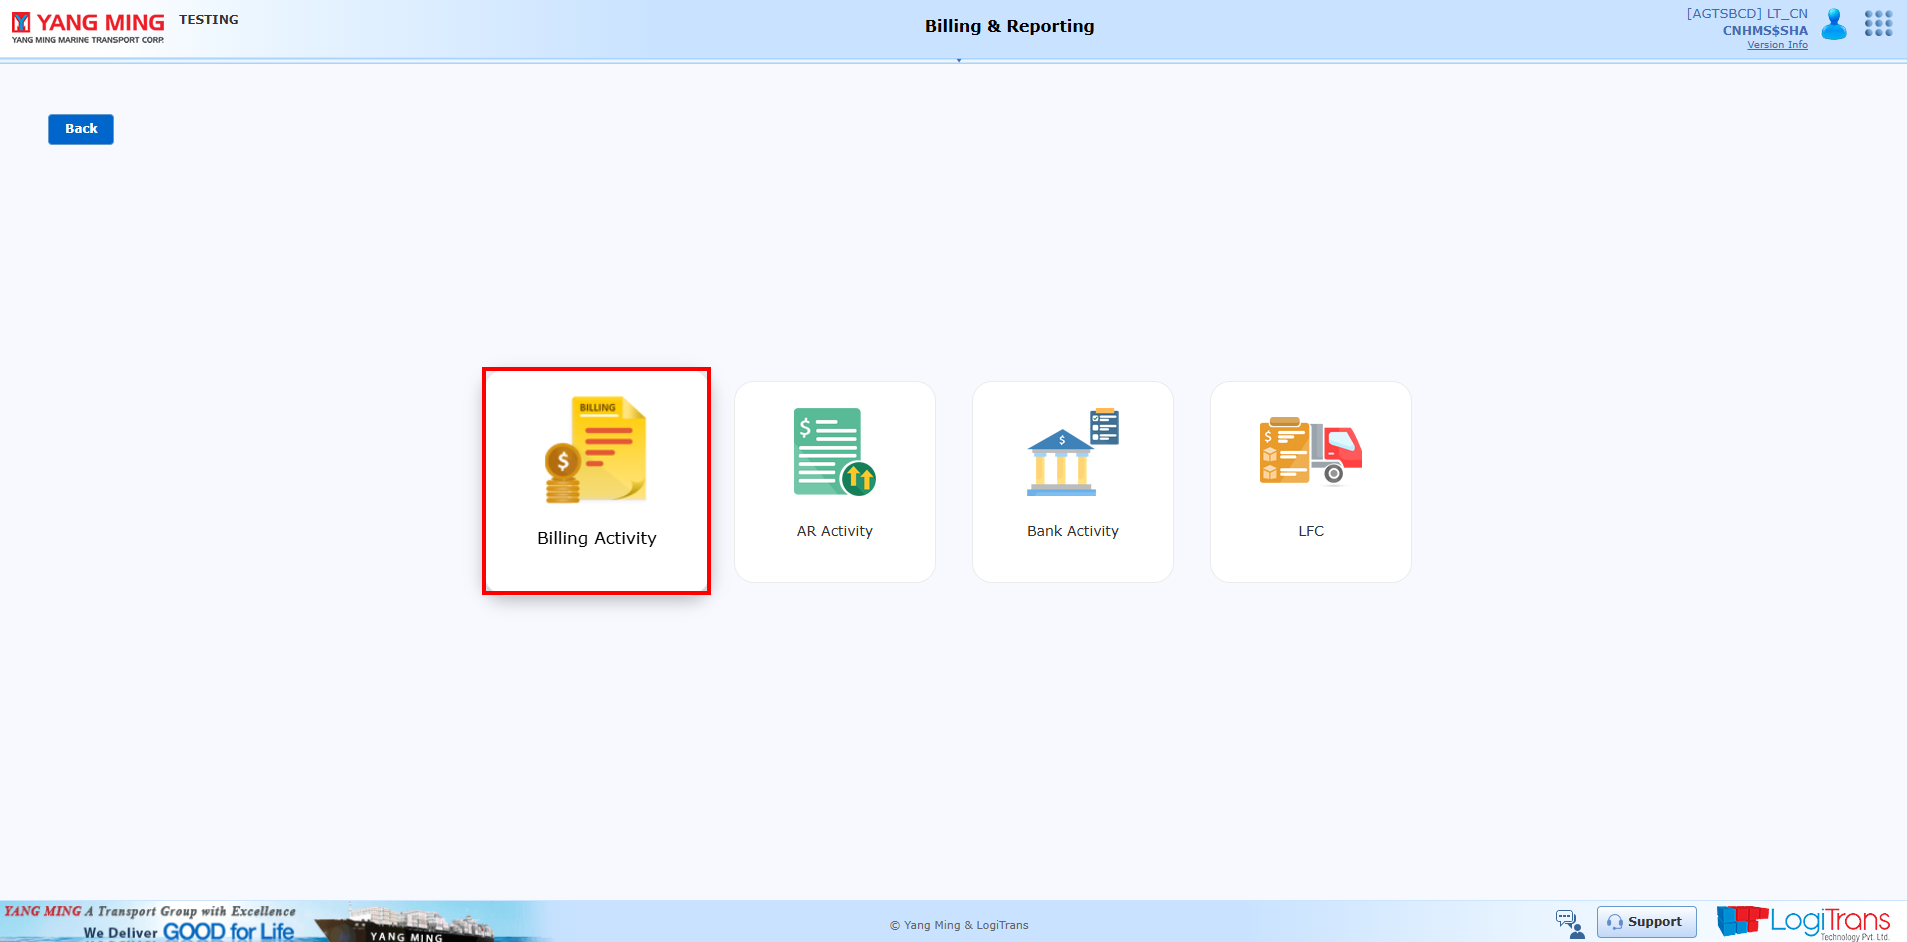 YANG MING
YANG MING MARINE TRANSPORT CORP.
TESTING
Billing & Reporting
[AGTSBCD] LT_CN
CNHMS$SHA
Version Info
Back
BILLING
Billing Activity
AR Activity
Bank Activity
LFC
YANG MING A Transport Group with Excellence
We Deliver GOOD for Life
YANG MING
© Yang Ming & LogiTrans
Support
LogiTrans
Technology Pvt. Ltd.